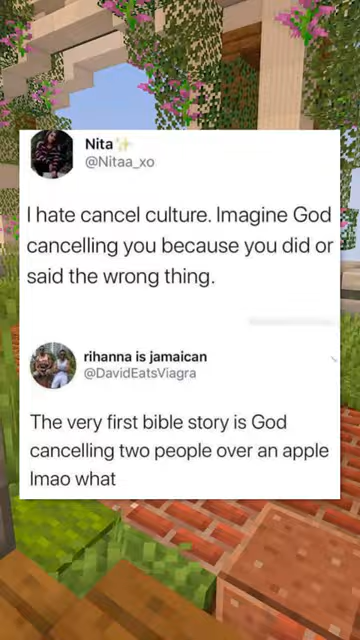 Nita✨
@Nitaa_xo
I hate cancel culture. Imagine God
cancelling you because you did or
said the wrong thing.
rihanna is jamaican
@DavidEatsViagra
The very first bible story is God
cancelling two people over an apple
lmao what